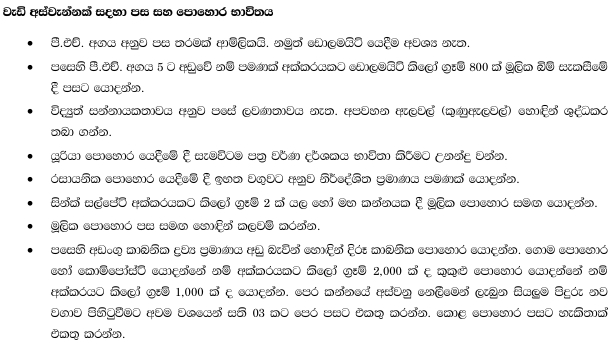 වැඩි අස්වැන්නක් සඳහා පස සහ පොහොර භාවිතය
• පී.එච්. අගය අනුව පස තරමක් ආම්ලිකයි. නමුත් ඩොලමයිට් යෙදීම අවශ්‍ය නැත.
• පසෙහි පී.එච්. අගය 5 ට අඩුවේ නම් පමණක් අක්කරයකට ඩොලමයිට් කිලෝ ග්‍රෑම් 800 ක් මූලික බිම් සැකසීමේ
දී පසට යොදන්න.
• විද්‍යුත් සන්නායකතාවය අනුව පසේ ලවණතාවය නැත. අපවහන ඇලවල් (කුණුඇලවල්) හොඳින් ශුද්ධකර
තබා ගන්න.
• යූරියා පොහොර යෙදීමේ දී සැමවිටම පත්‍ර වර්ණ දර්ශකය භාවිතා කිරීමට උනන්දු වන්න.
• රසායනික පොහොර යෙදීමේ දී ඉහත වගුවට අනුව නිර්දේශිත ප්‍රමාණය පමණක් යොදන්න.
• සින්ක් සල්පේට් අක්කරයකට කිලෝ ග්‍රෑම් 2 ක් යල හෝ මහ කන්නයක දී මූලික පොහොර සමඟ යොදන්න.
• මූලික පොහොර පස සමඟ හොඳින් කලවම් කරන්න.
• පසෙහි අඩංගු කාබනික ද්‍රව්‍ය ප්‍රමාණය අඩු බැවින් හොඳින් දිරූ කාබනික පොහොර යොදන්න. ගොම පොහොර
හෝ කොම්පෝස්ට් යොදන්නේ නම් අක්කරයකට කිලෝ ග්‍රෑම් 2,000 ක් ද කුකුළු පොහොර යොදන්නේ නම්
අක්කරයට කිලෝ ග්‍රෑම් 1,000 ක් ද යොදන්න. පෙර කන්නයේ අස්වනු නෙලීමෙන් ලැබුන සියලුම පිදුරු නව
වගාව පිහිටුවීමට අවම වශයෙන් සති 03 කට පෙර පසට එකතු කරන්න. කොළ පොහොර පසට හැකිතාක්
එකතු කරන්න.